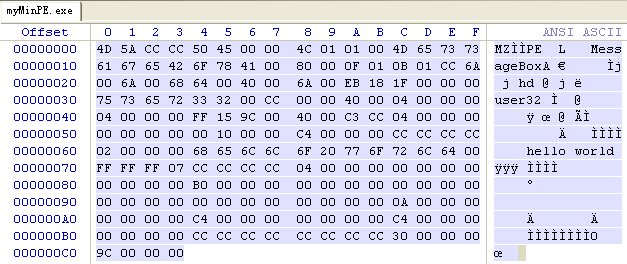 myMinPE.exe
Offset 0 1 2 3 4 5 6 7 8 9 A B C D E F ANSI ASCII
00000000 4D 5A CC CC 50 45 00 00 4C 01 01 00 4D 65 73 73 MZÌÌPE L Mess
00000010 61 67 65 42 6F 78 41 00 80 00 0F 01 0B 01 CC 6A ageBoxA € Ìj
00000020 00 6A 00 68 64 00 40 00 6A 00 EB 18 1F 00 00 00 j hd @ j ë
00000030 75 73 65 72 33 32 00 CC 00 00 40 00 04 00 00 00 user32 Ì @
00000040 04 00 00 00 FF 15 9C 00 40 00 C3 CC 04 00 00 00 ÿ œ @ ÃÌ
00000050 00 00 00 00 00 10 00 00 C4 00 00 00 CC CC CC CC Ä ÌÌÌÌ
00000060 02 00 00 00 68 65 6C 6C 6F 20 77 6F 72 6C 64 00 hello world
00000070 FF FF FF 07 CC CC CC CC 04 00 00 00 00 00 00 00 ÿÿÿ ÌÌÌÌ
00000080 00 00 00 00 B0 00 00 00 00 00 00 00 00 00 00 00 °
00000090 00 00 00 00 00 00 00 00 00 00 00 00 0A 00 00 00
000000A0 00 00 00 00 C4 00 00 00 00 00 00 00 C4 00 00 00 Ä Ä
000000B0 00 00 00 00 CC CC CC CC CC CC CC CC 30 00 00 00 ÌÌÌÌÌÌÌÌ0
000000C0 9C 00 00 00 œ